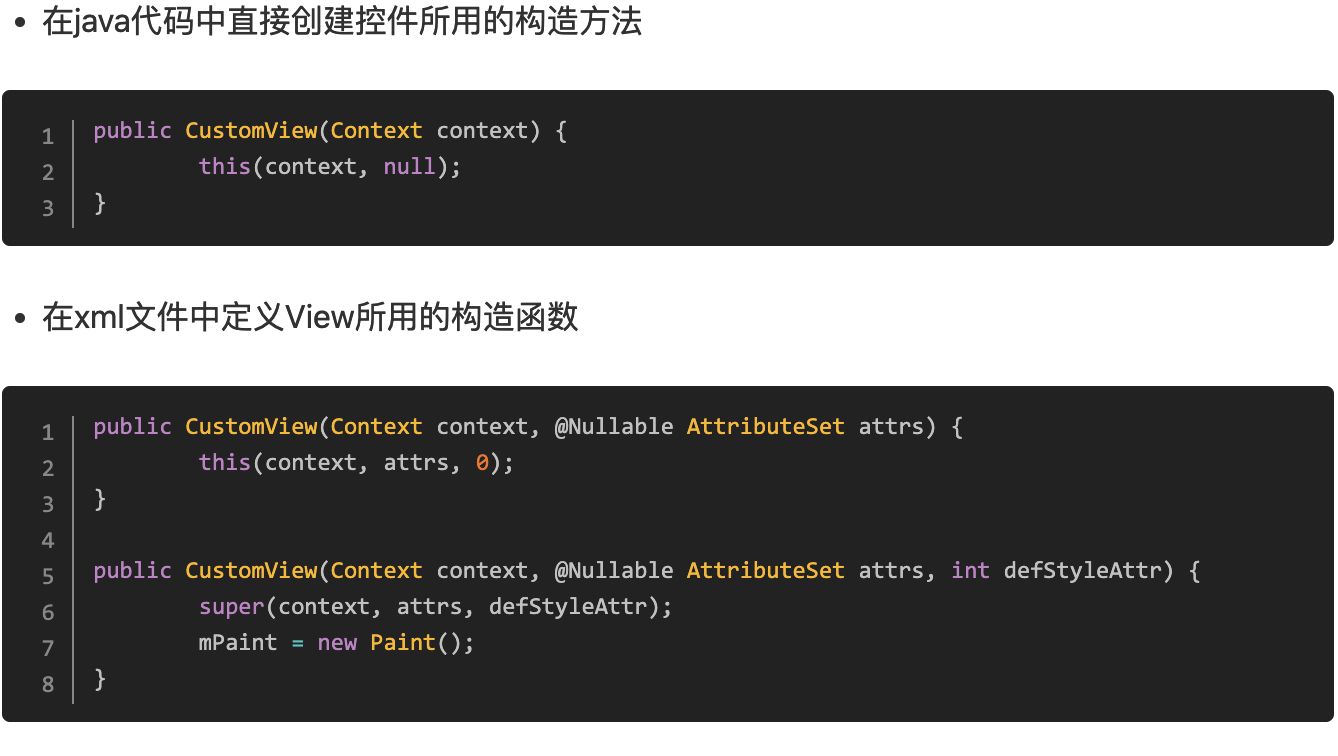 • 在java代码中直接创建控件所用的构造方法
1 public CustomView(Context context) {
2         this(context, null);
3 }
• 在xml文件中定义View所用的构造函数
1 public CustomView(Context context, @Nullable AttributeSet attrs) {
2         this(context, attrs, 0);
3 }
4
5 public CustomView(Context context, @Nullable AttributeSet attrs, int defStyleAttr) {
6         super(context, attrs, defStyleAttr);
7         mPaint = new Paint();
8 }